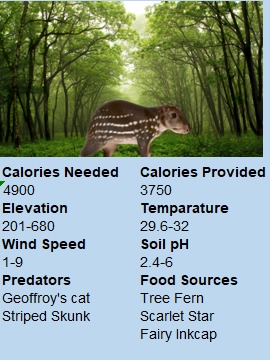 Calories Needed Calories Provided
4900 3750
Elevation Temparature
201-680 29.6-32
Wind Speed Soil pH
1-9 2.4-6
Predators Food Sources
Geoffroy's cat Tree Fern
Striped Skunk Scarlet Star
Fairy Inkcap